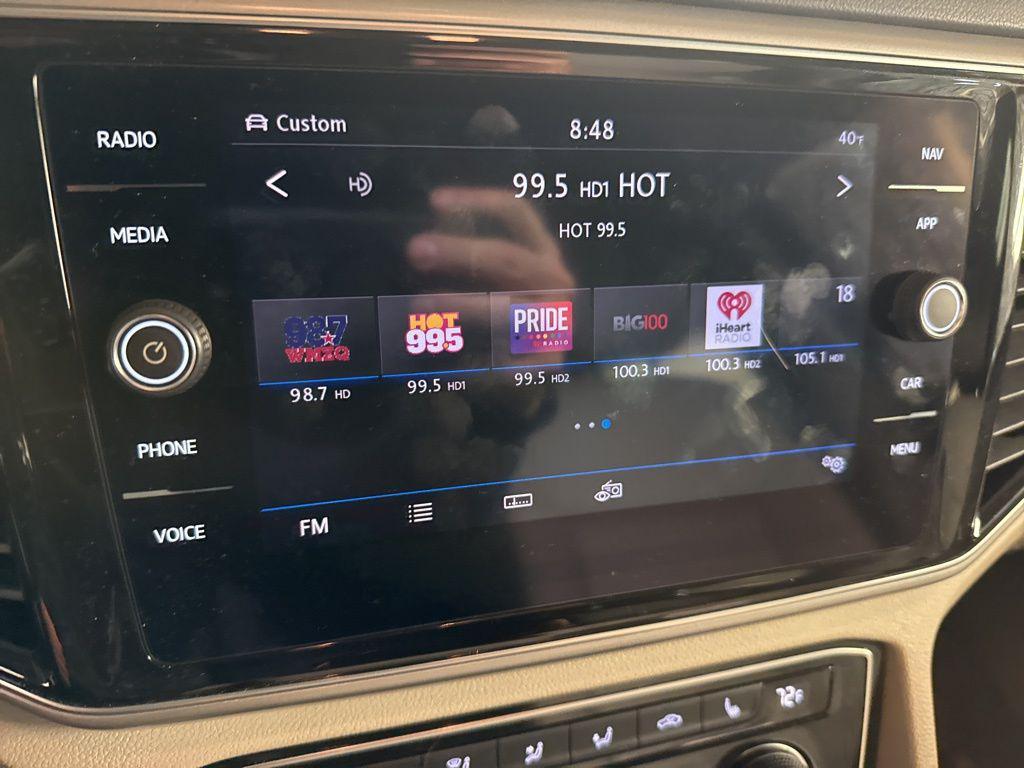 RADIO
MEDIA
PHONE
VOICE
Custom
8:48
40°F
HD
99.5 HD1 HOT
HOT 99.5
98.7 WMZQ
HOT 99.5
PRIDE RADIO
BIG100
iHeart RADIO
18
98.7 HD
99.5 HD1
99.5 HD2
100.3 HD1
100.3 HD2
105.1 HD1
FM
NAV
APP
CAR
MENU
72°F